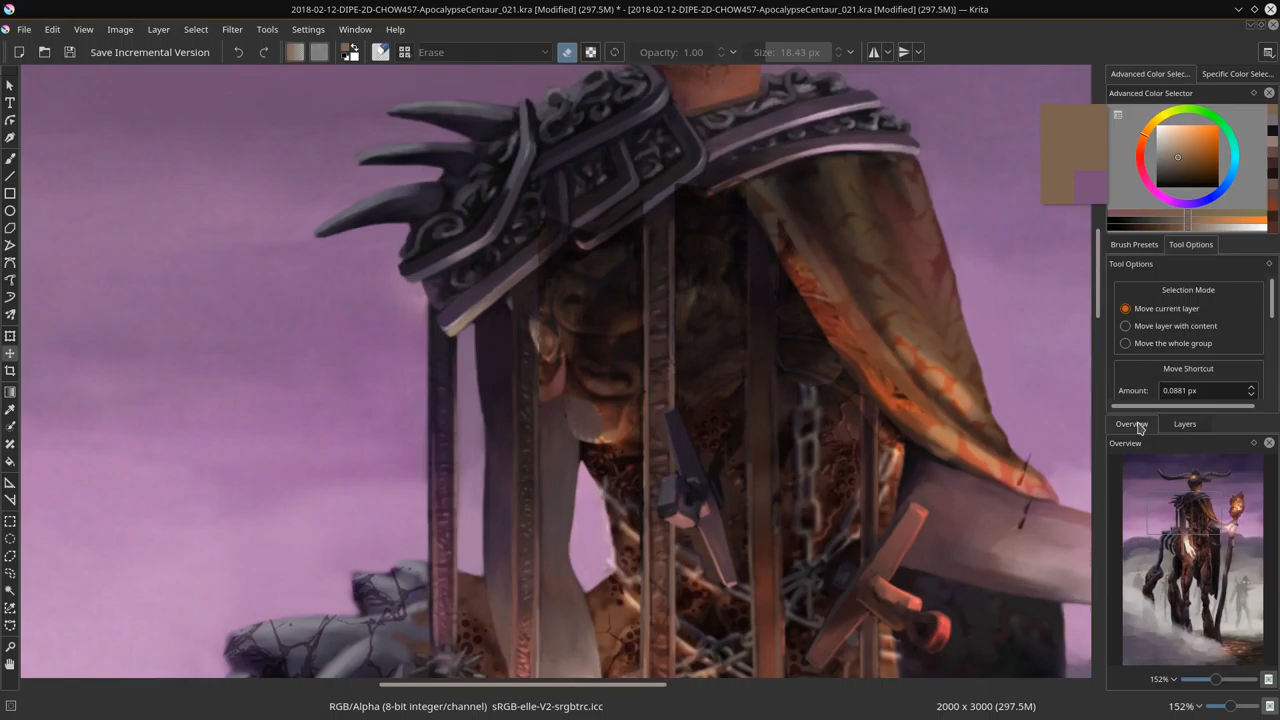 2018-02-12-DIPE-2D-CHOW457-ApocalypseCentaur_021.kra [Modified] (297.5M) * - [2018-02-12-DIPE-2D-CHOW457-ApocalypseCentaur_021.kra [Modified] (297.5M)] — Krita
File Edit View Image Layer Select Filter Tools Settings Window Help
Save Incremental Version Erase Opacity: 1.00 Size: 18.43 px
Advanced Color Selec... Specific Color Selec...
Advanced Color Selector
Brush Presets Tool Options
Tool Options
Selection Mode
Move current layer
Move layer with content
Move the whole group
Move Shortcut
Amount: 0.0881 px
Overview Layers
Overview
152%
RGB/Alpha (8-bit integer/channel) sRGB-elle-V2-srgbtrc.icc 2000 x 3000 (297.5M) 152%